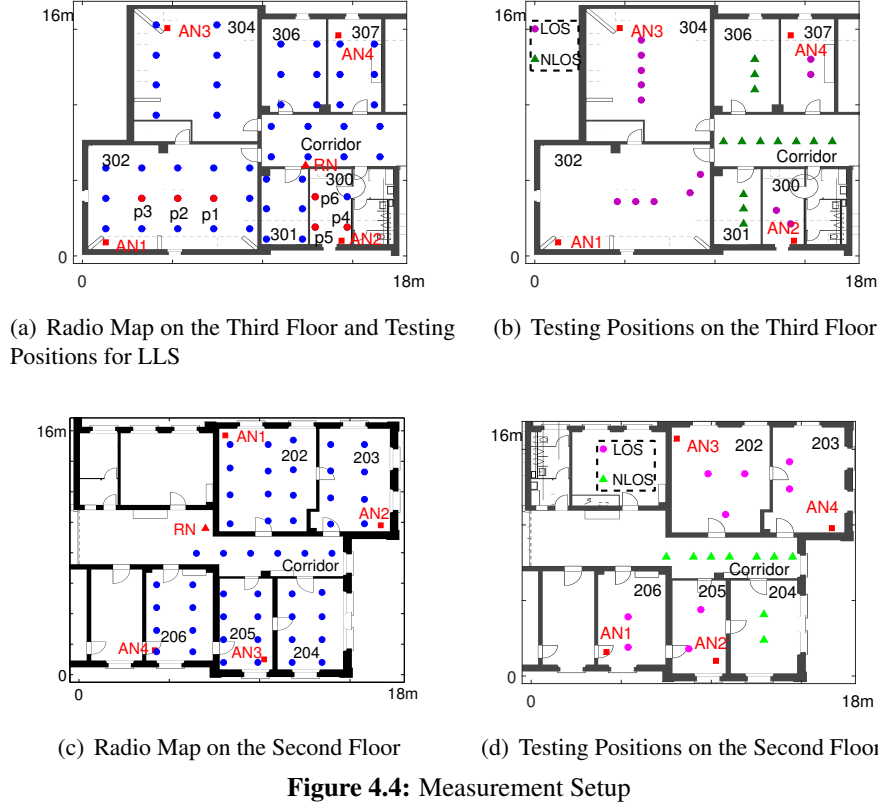 16m
AN3
304
306
307
AN4
Corridor
302
RN
300
p6
p3
p2
p1
p4
AN1
301
p5
AN2
0
18m
(a) Radio Map on the Third Floor and Testing
Positions for LLS
16m
LOS
NLOS
AN3
304
306
307
AN4
302
Corridor
300
AN1
301
AN2
0
18m
(b) Testing Positions on the Third Floor
16m
AN1
202
203
RN
AN2
Corridor
206
205
AN4
AN3
204
0
0
18m
(c) Radio Map on the Second Floor
16m
LOS
NLOS
AN3
202
203
AN4
Corridor
206
205
204
AN1
AN2
0
0
18m
(d) Testing Positions on the Second Floor
Figure 4.4: Measurement Setup